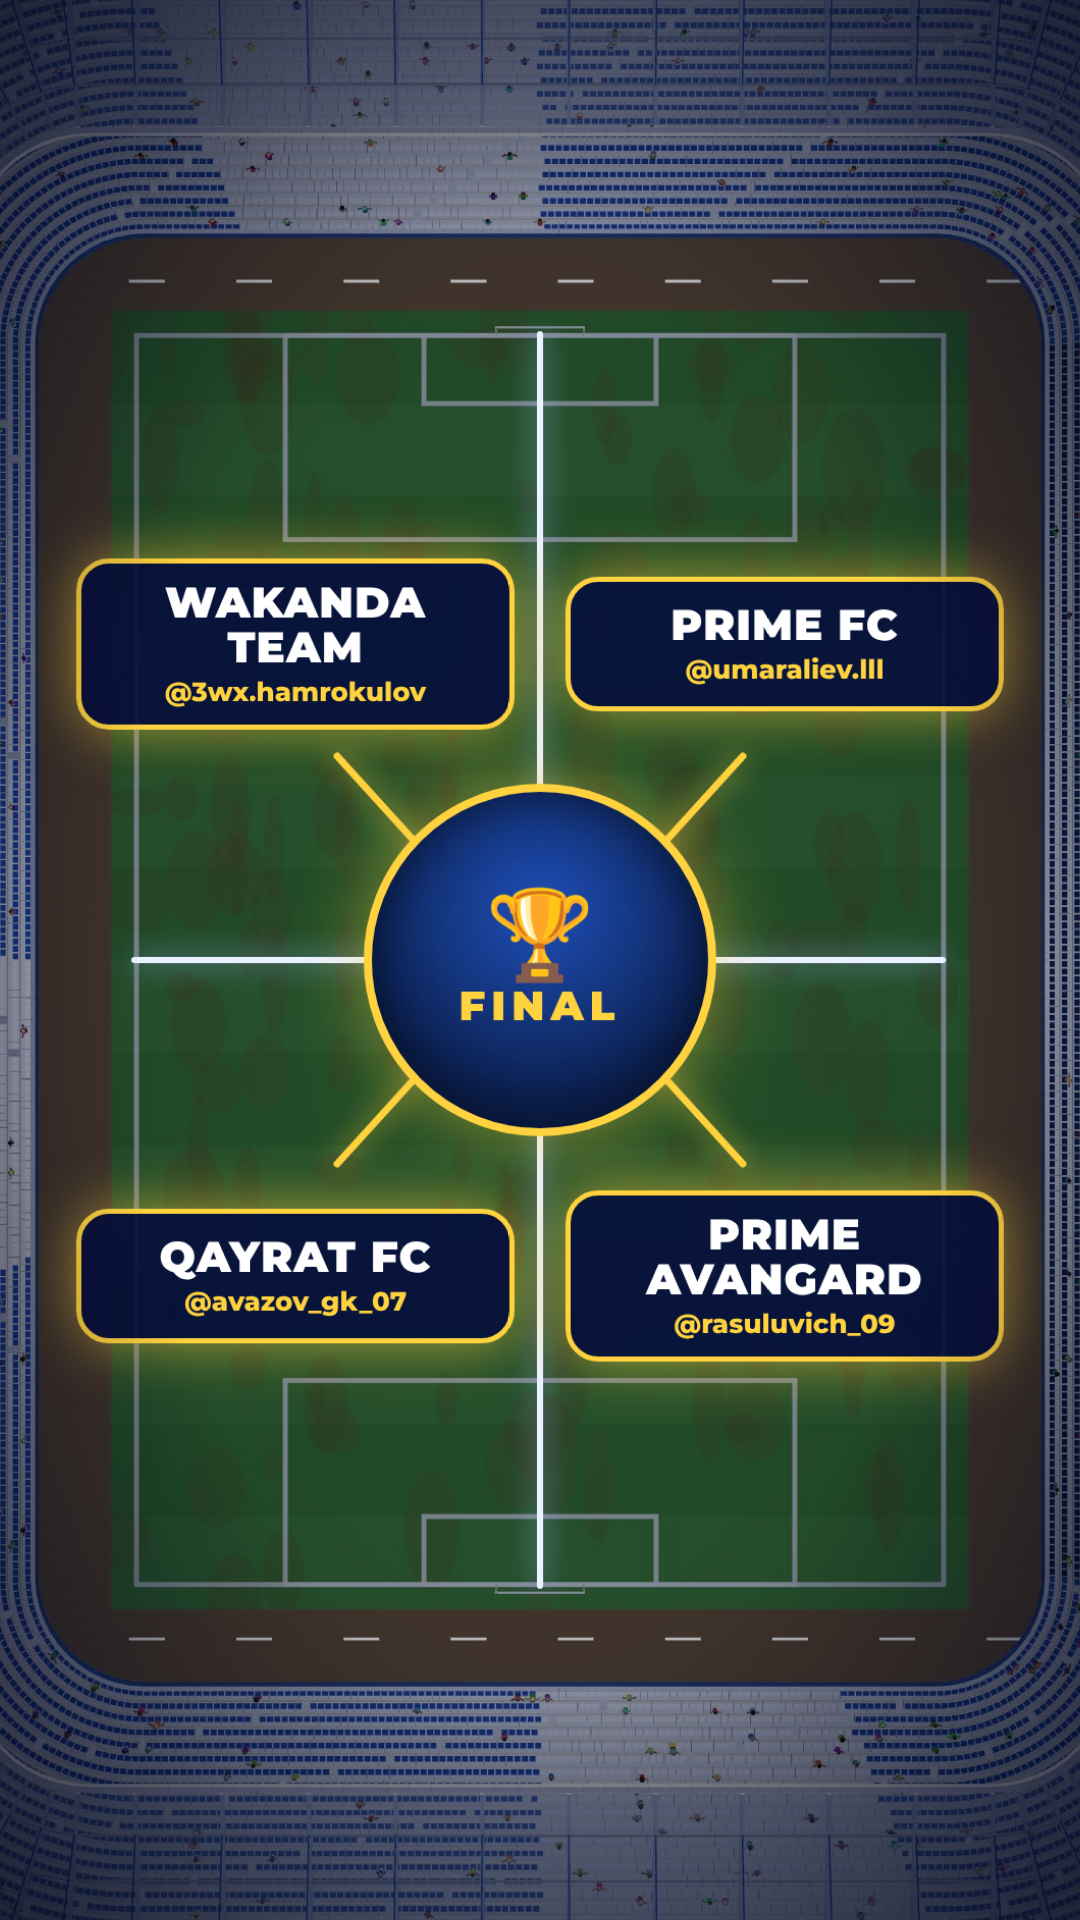 WAKANDA
TEAM
@3wx.hamrokulov
PRIME FC
@umaraliev.lll
FINAL
QAYRAT FC
@avazov_gk_07
PRIME
AVANGARD
@rasuluvich_09